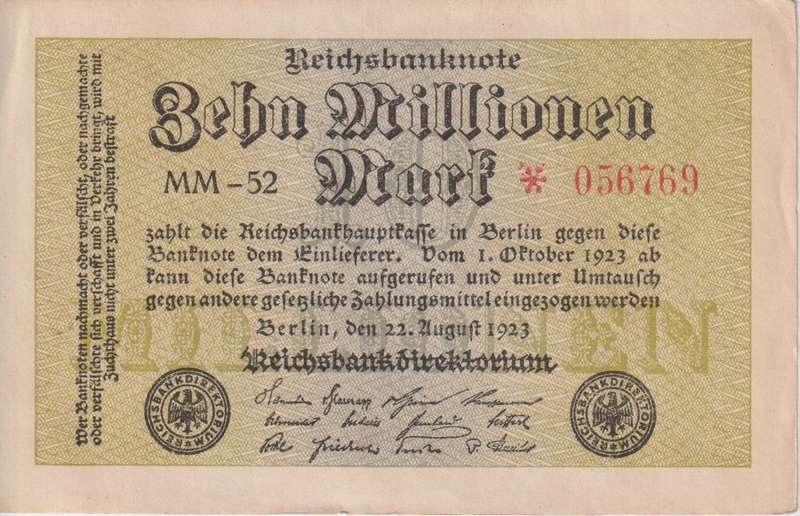 Reichsbanknote
Zehn Millionen
MM-52 Mark * 056769
zahlt die Reichsbankhauptkasse in Berlin gegen diese
Banknote dem Einlieferer. Vom 1. Oktober 1923 ab
kann diese Banknote aufgerufen und unter Umtausch
gegen andere gesetzliche Zahlungsmittel eingezogen werden
Berlin, den 22. August 1923
Reichsbankdirektorium
Wer Banknoten nachmacht oder verfälscht, oder nachgemachte
oder verfälschte sich verschafft und in Verkehr bringt, wird mit
Zuchthaus nicht unter zwei Jahren bestraft
REICHSBANKDIREKTORIUM
REICHSBANKDIREKTORIUM